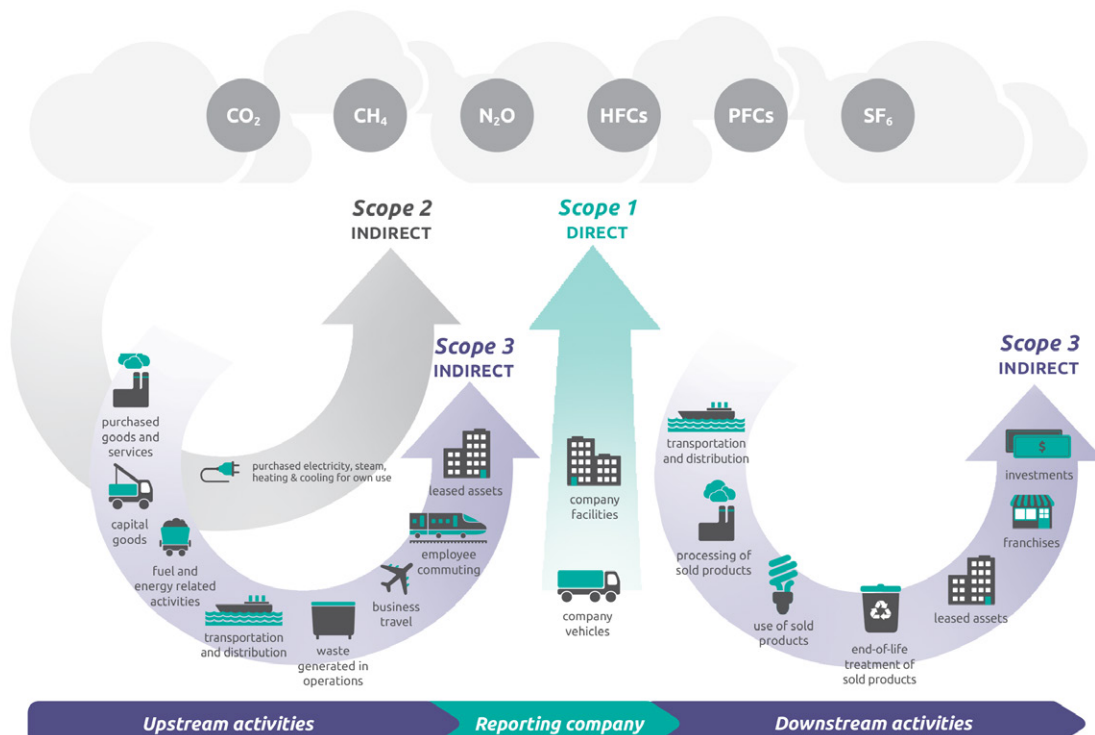 CO₂
CH₄
N₂O
HFCs
PFCs
SF₆
Scope 2
INDIRECT
Scope 1
DIRECT
Scope 3
INDIRECT
Scope 3
INDIRECT
purchased
goods and
services
capital
goods
fuel and
energy related
activities
transportation
and distribution
waste
generated in
operations
business
travel
employee
commuting
leased assets
purchased electricity, steam,
heating & cooling for own use
company
facilities
company
vehicles
transportation
and distribution
processing of
sold products
use of sold
products
end-of-life
treatment of
sold products
leased assets
franchises
$
investments
Upstream activities
Reporting company
Downstream activities